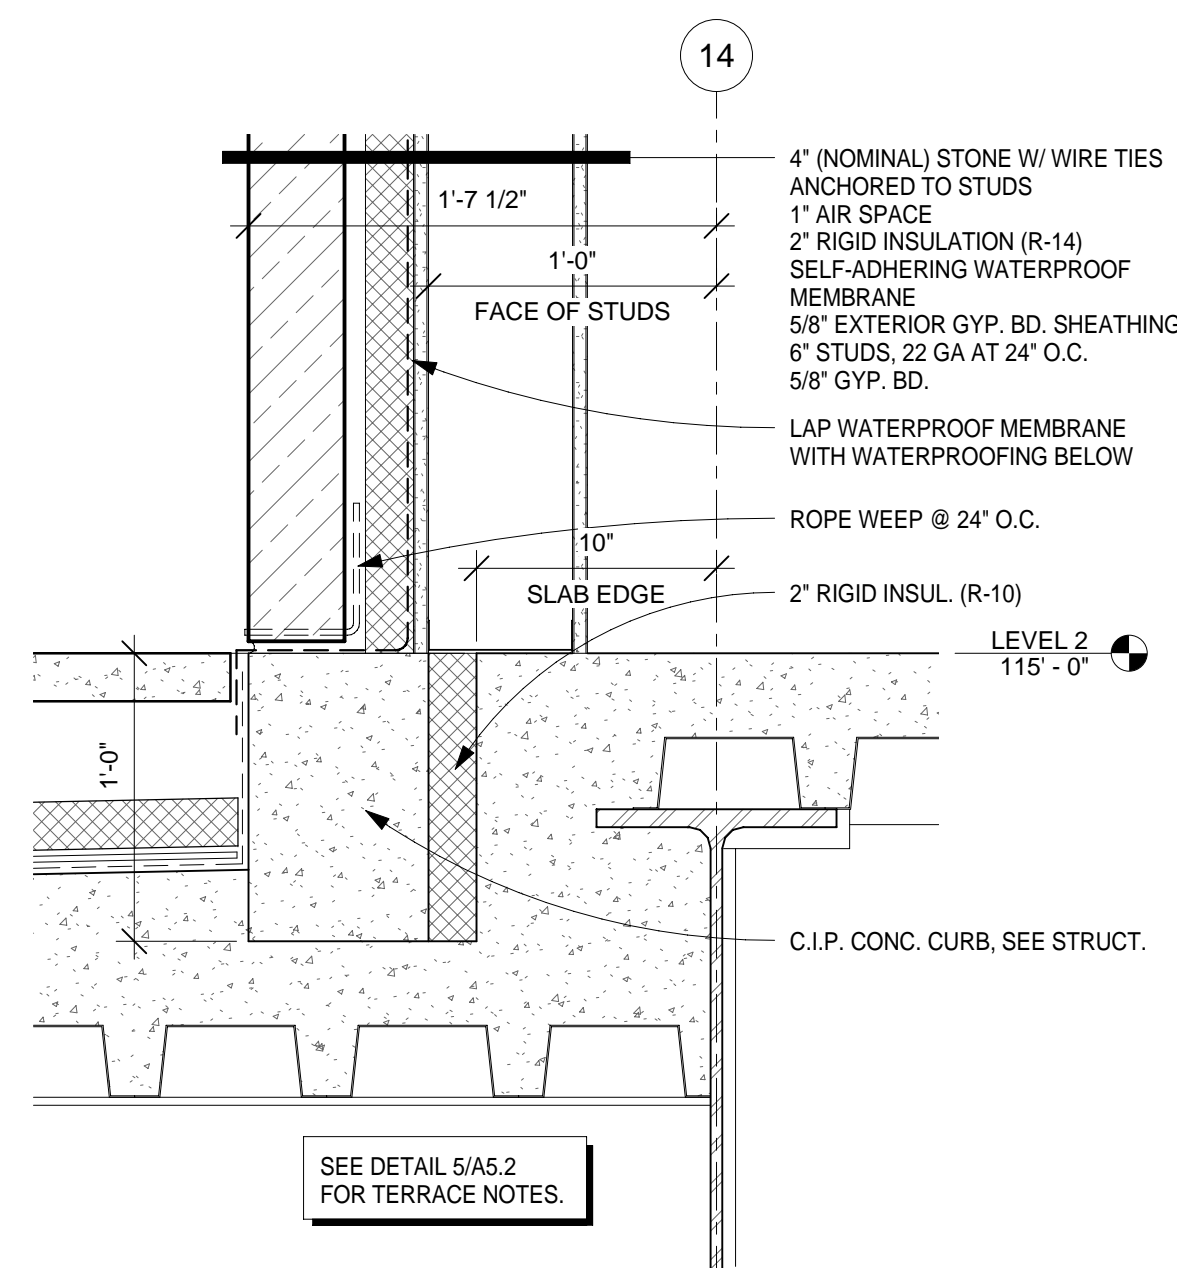 14
4" (NOMINAL) STONE W/ WIRE TIES
ANCHORED TO STUDS
1" AIR SPACE
2" RIGID INSULATION (R-14)
SELF-ADHERING WATERPROOF
MEMBRANE
5/8" EXTERIOR GYP. BD. SHEATHING
6" STUDS, 22 GA AT 24" O.C.
5/8" GYP. BD.
1'-7 1/2"
1'-0"
FACE OF STUDS
LAP WATERPROOF MEMBRANE
WITH WATERPROOFING BELOW
ROPE WEEP @ 24" O.C.
10"
SLAB EDGE
2" RIGID INSUL. (R-10)
LEVEL 2
115' - 0"
1'-0"
C.I.P. CONC. CURB, SEE STRUCT.
SEE DETAIL 5/A5.2
FOR TERRACE NOTES.